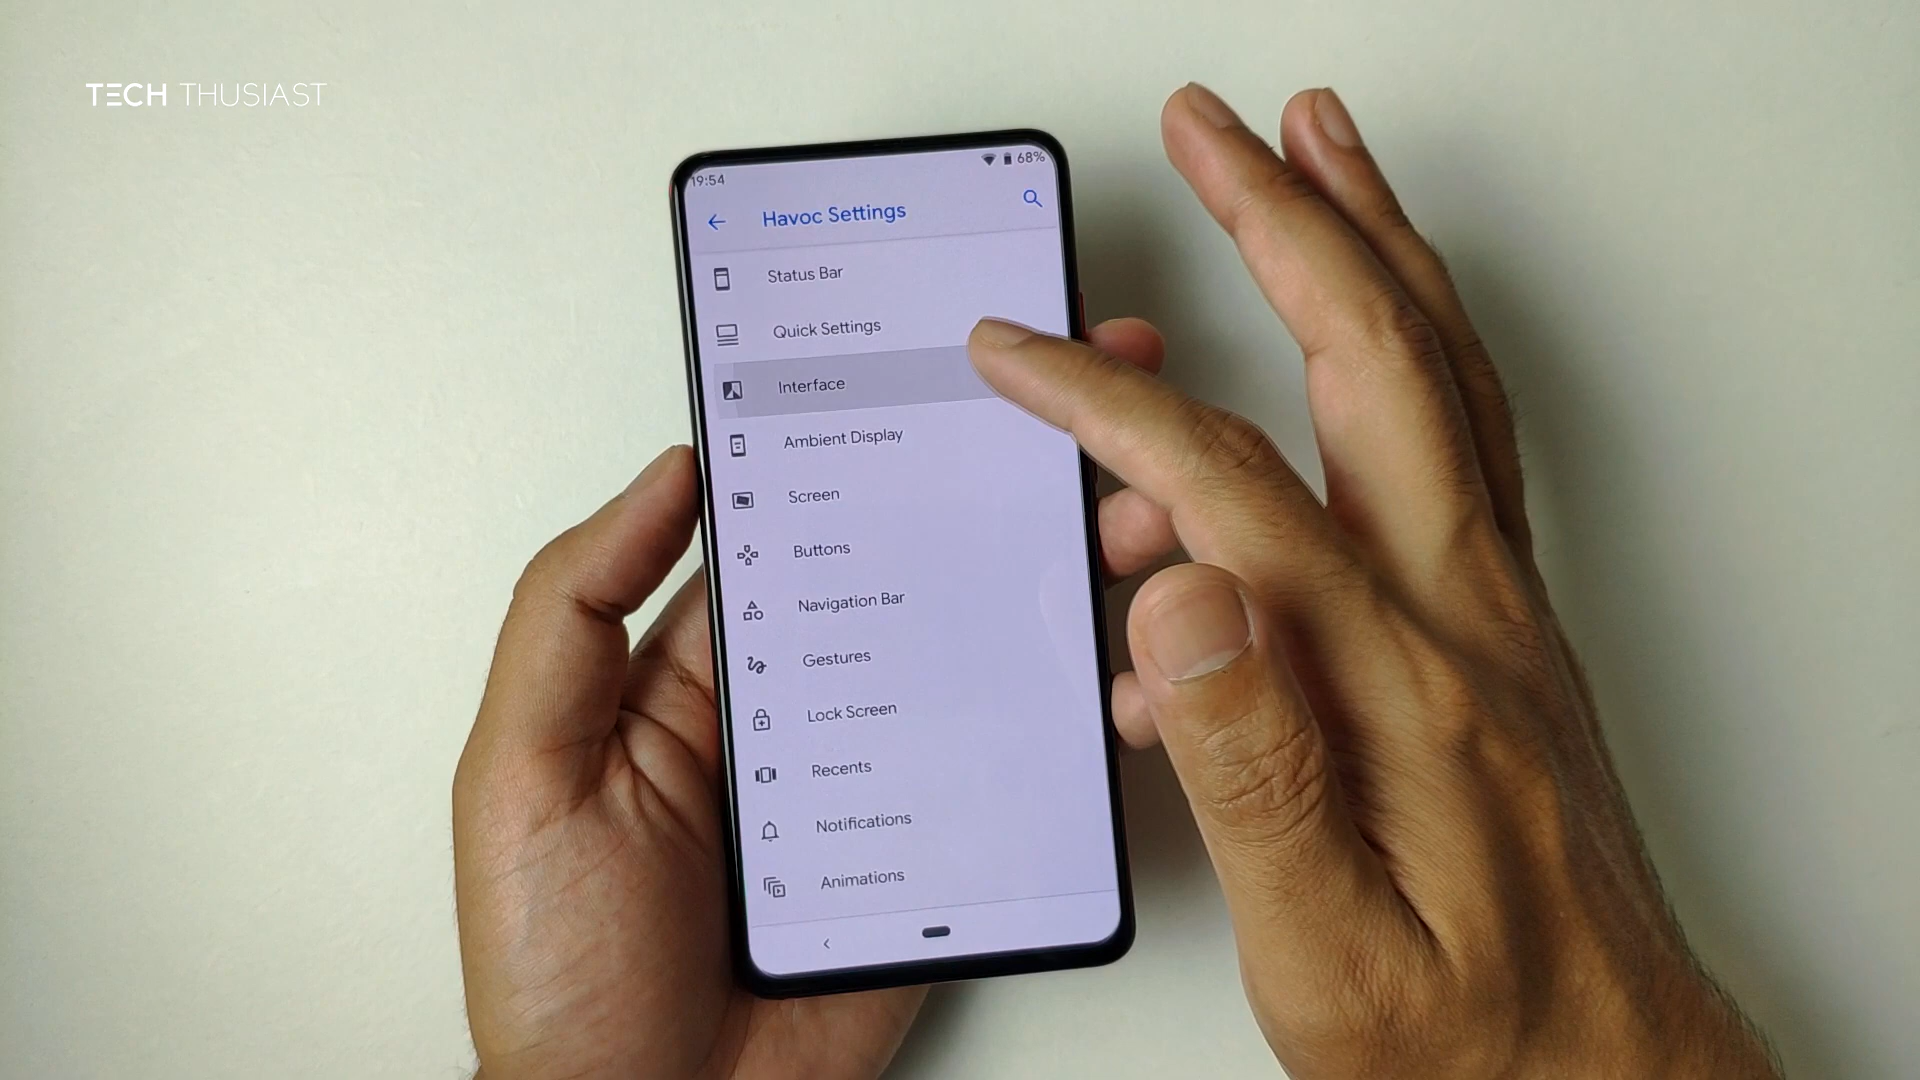 TECH THUSIAST
19:54
68%
Havoc Settings
Status Bar
Quick Settings
Interface
Ambient Display
Screen
Buttons
Navigation Bar
Gestures
Lock Screen
Recents
Notifications
Animations